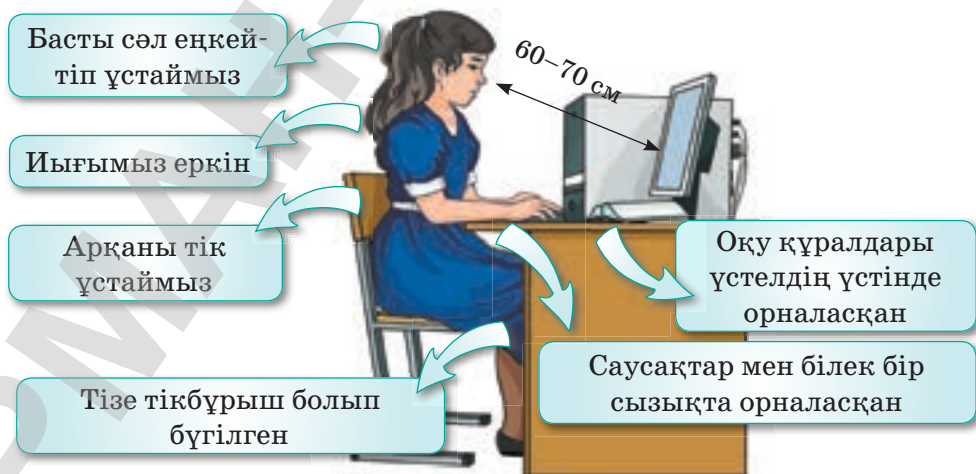 Басты сәл еңкей-
тіп ұстаймыз
60–70 см
Иығымыз еркін
Арқаны тік
ұстаймыз
Оқу құралдары
үстелдің үстінде
орналасқан
Саусақтар мен білек бір
сызықта орналасқан
Тізе тікбұрыш болып
бүгілген